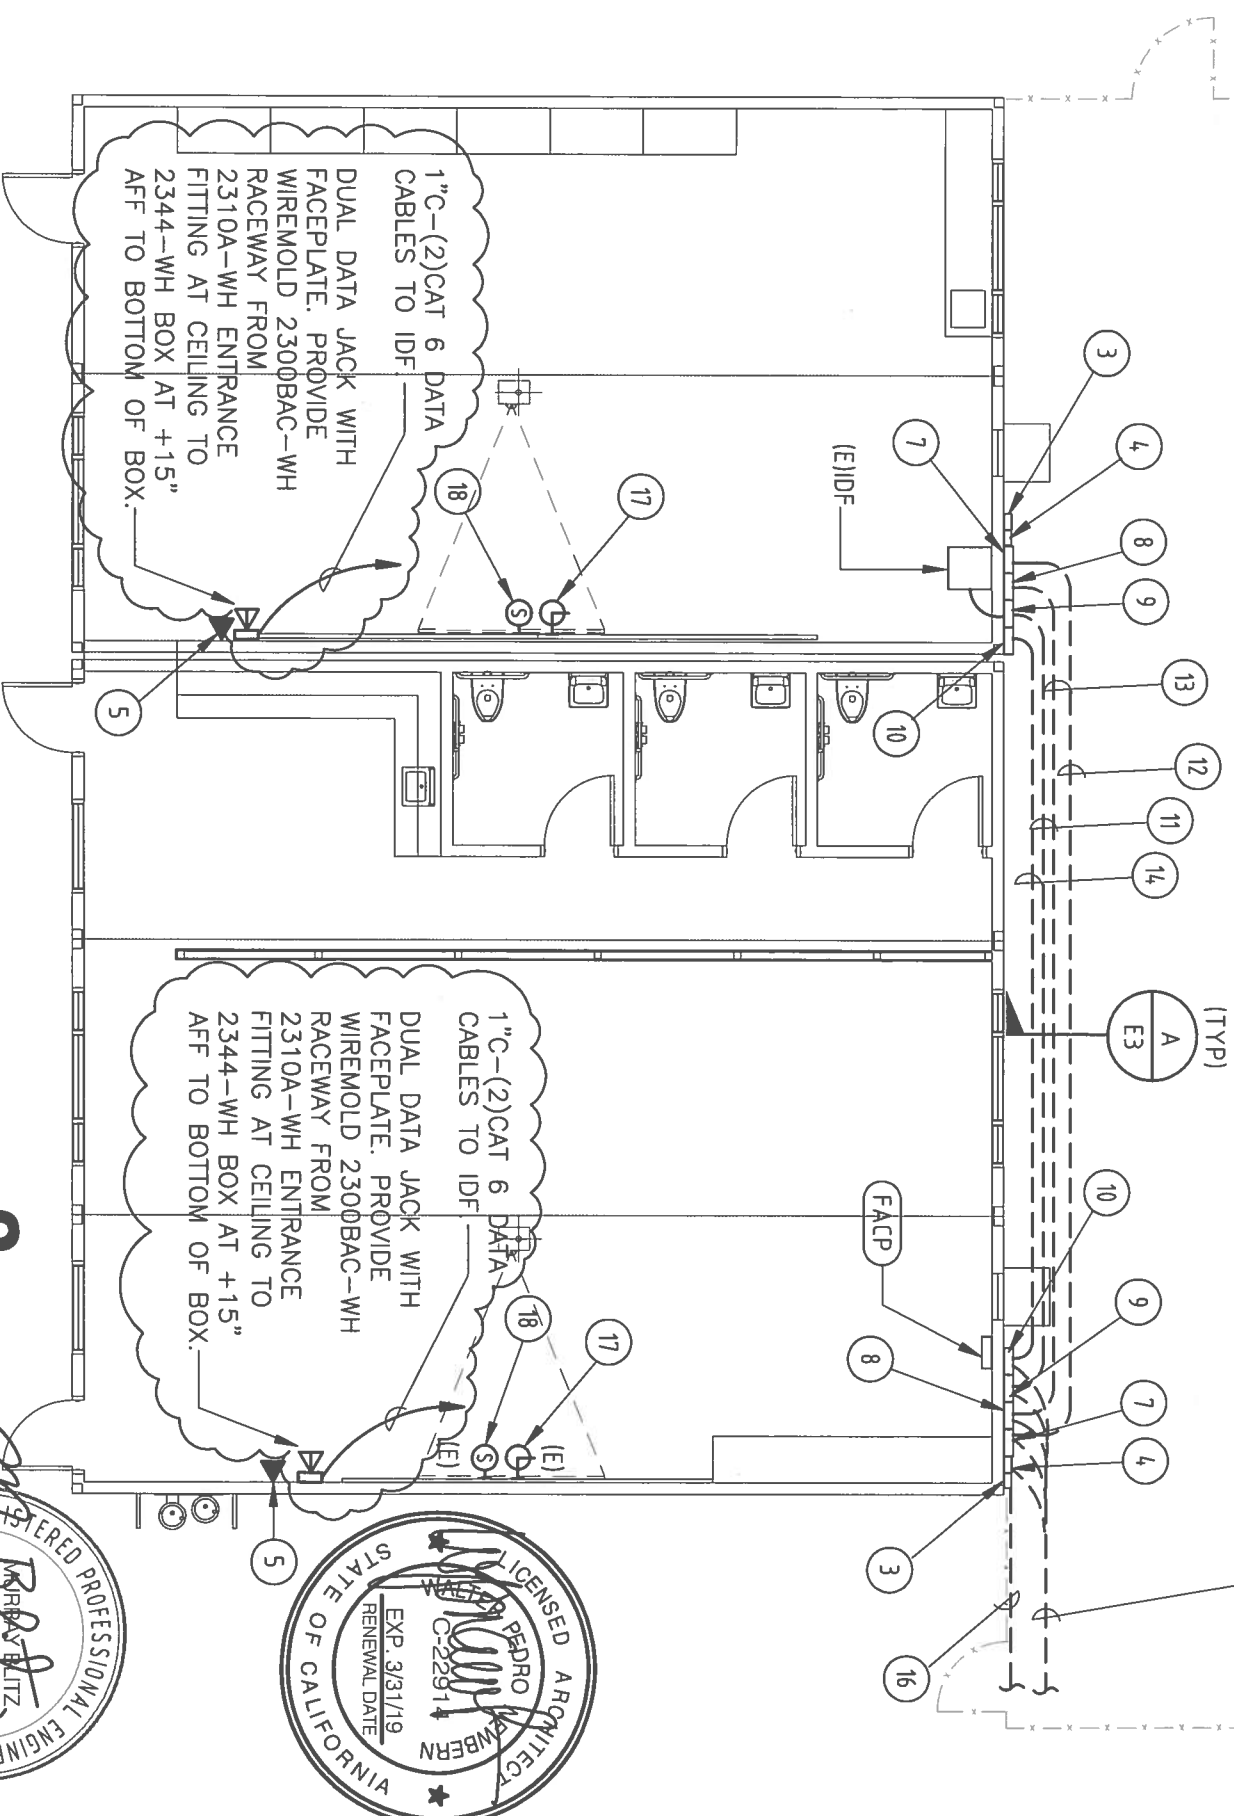 (TYP)
A
E3
3
4
8
9
13
12
11
14
10
9
7
4
7
(E)IDF
10
FACP
8
3
16
17
18
S
1"C–(2)CAT 6 DATA
CABLES TO IDF
DUAL DATA JACK WITH
FACEPLATE. PROVIDE
WIREMOLD 2300BAC–WH
RACEWAY FROM
2310A–WH ENTRANCE
FITTING AT CEILING TO
2344–WH BOX AT +15"
AFF TO BOTTOM OF BOX.
5
17
18
(E)
S
(E)
1"C–(2)CAT 6 DATA
CABLES TO IDF.
DUAL DATA JACK WITH
FACEPLATE. PROVIDE
WIREMOLD 2300BAC–WH
RACEWAY FROM
2310A–WH ENTRANCE
FITTING AT CEILING TO
2344–WH BOX AT +15"
AFF TO BOTTOM OF BOX.
5
LICENSED ARCHITECT
WALTER PEDRO NEWBERN
C-22914
EXP. 3/31/19
RENEWAL DATE
STATE OF CALIFORNIA
PROFESSIONAL
MURRAY BLITZ